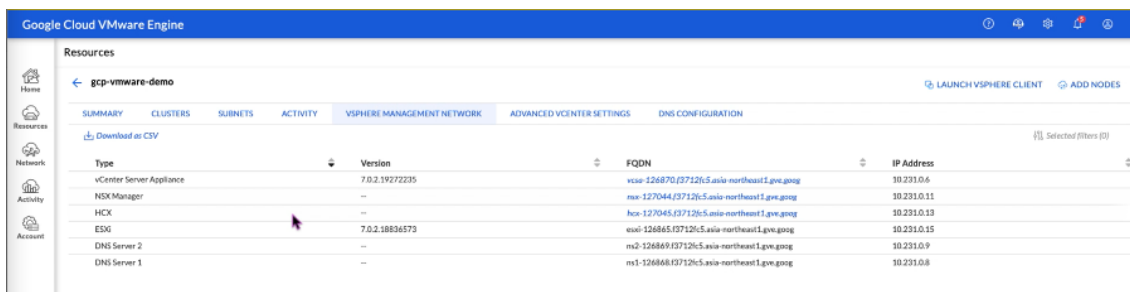 Google Cloud VMware Engine
Resources
Home
gcp-vmware-demo
LAUNCH VSPHERE CLIENT
ADD NODES
Resources
SUMMARY CLUSTERS SUBNETS ACTIVITY VSPHERE MANAGEMENT NETWORK ADVANCED VCENTER SETTINGS DNS CONFIGURATION
Download as CSV
Selected filters (0)
Network
Type Version FQDN IP Address
vCenter Server Appliance 7.0.2.19272235 vcsa-126870.f3712fc5.asia-northeast1.gve.goog 10.231.0.6
Activity
NSX Manager -- nsx-127044.f3712fc5.asia-northeast1.gve.goog 10.231.0.11
HCX -- hcx-127045.f3712fc5.asia-northeast1.gve.goog 10.231.0.13
Account
ESXi 7.0.2.18836573 esxi-126865.f3712fc5.asia-northeast1.gve.goog 10.231.0.15
DNS Server 2 -- ns2-126869.f3712fc5.asia-northeast1.gve.goog 10.231.0.9
DNS Server 1 -- ns1-126868.f3712fc5.asia-northeast1.gve.goog 10.231.0.8